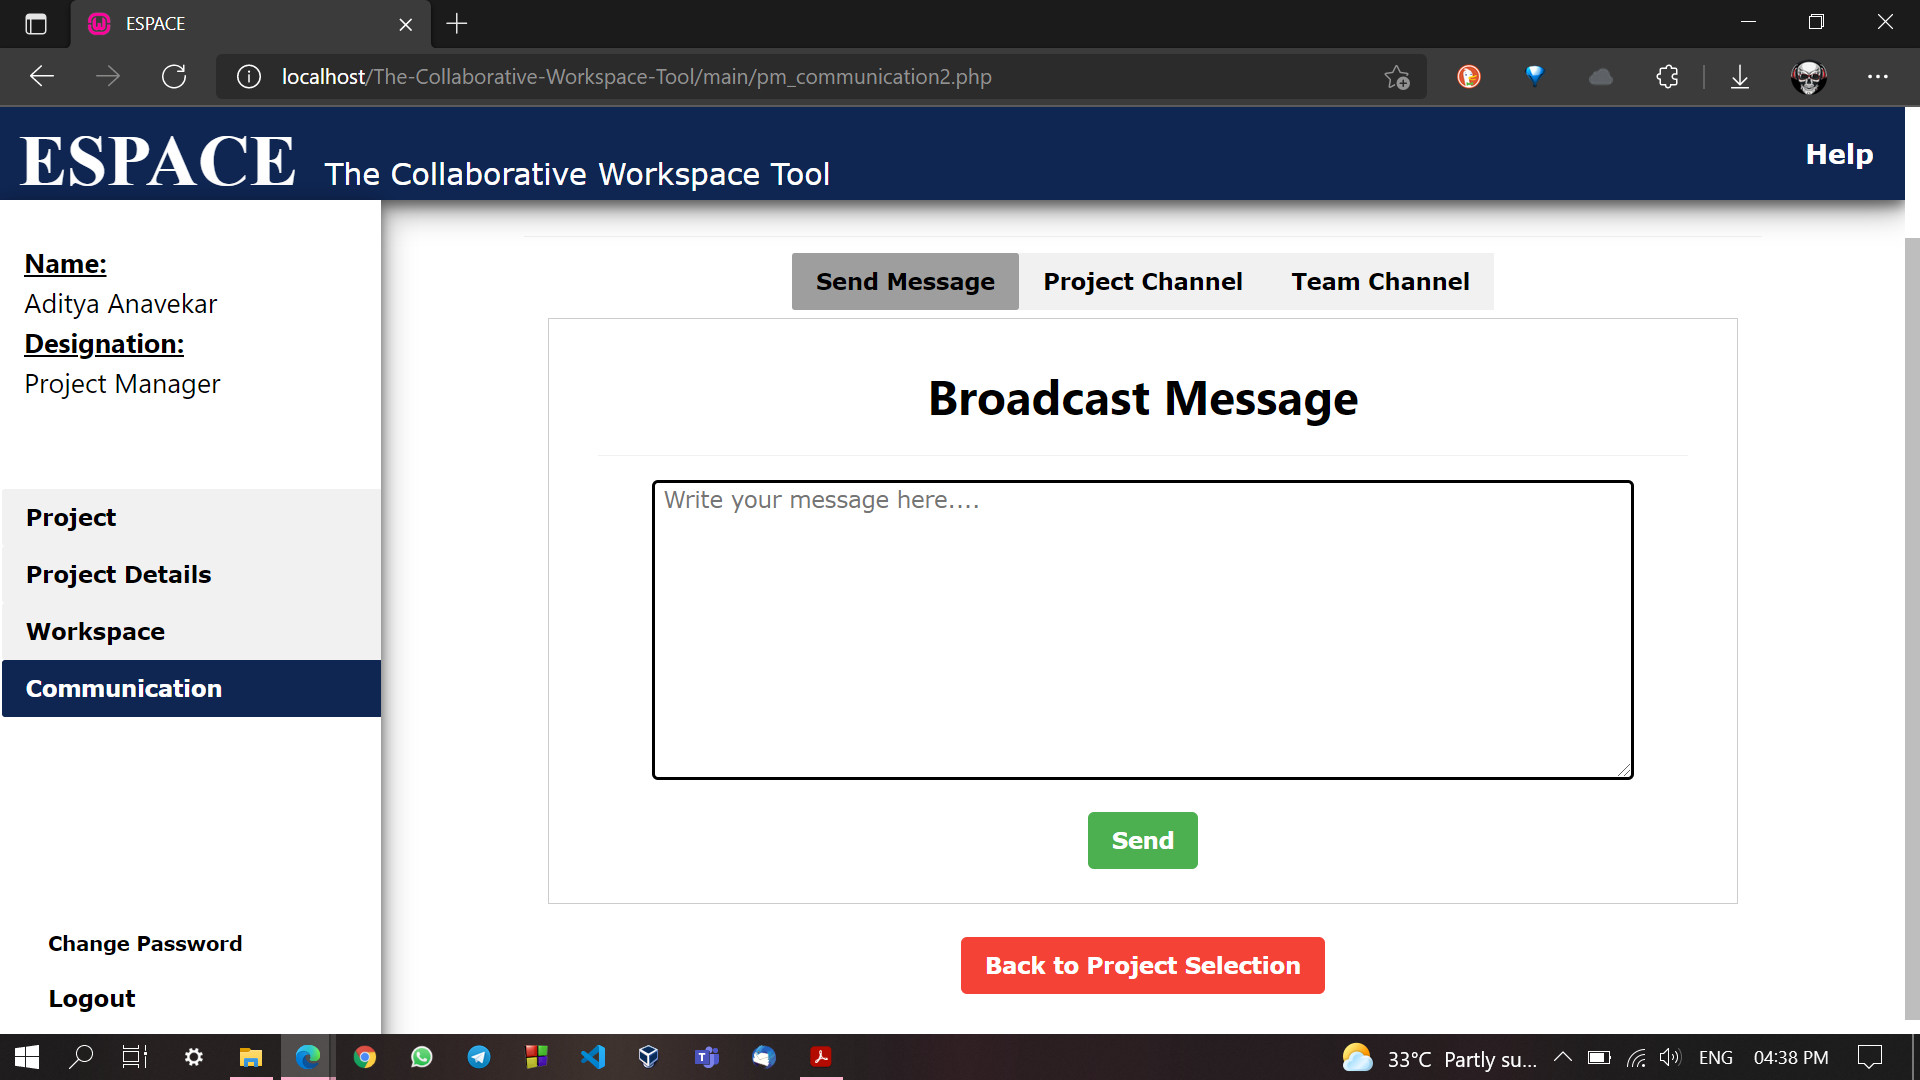 ESPACE
localhost/The-Collaborative-Workspace-Tool/main/pm_communication2.php
ESPACE The Collaborative Workspace Tool
Help
Name:
Aditya Anavekar
Designation:
Project Manager
Project
Project Details
Workspace
Communication
Change Password
Logout
Send Message Project Channel Team Channel
Broadcast Message
Write your message here....
Send
Back to Project Selection
33°C Partly su... ENG 04:38 PM